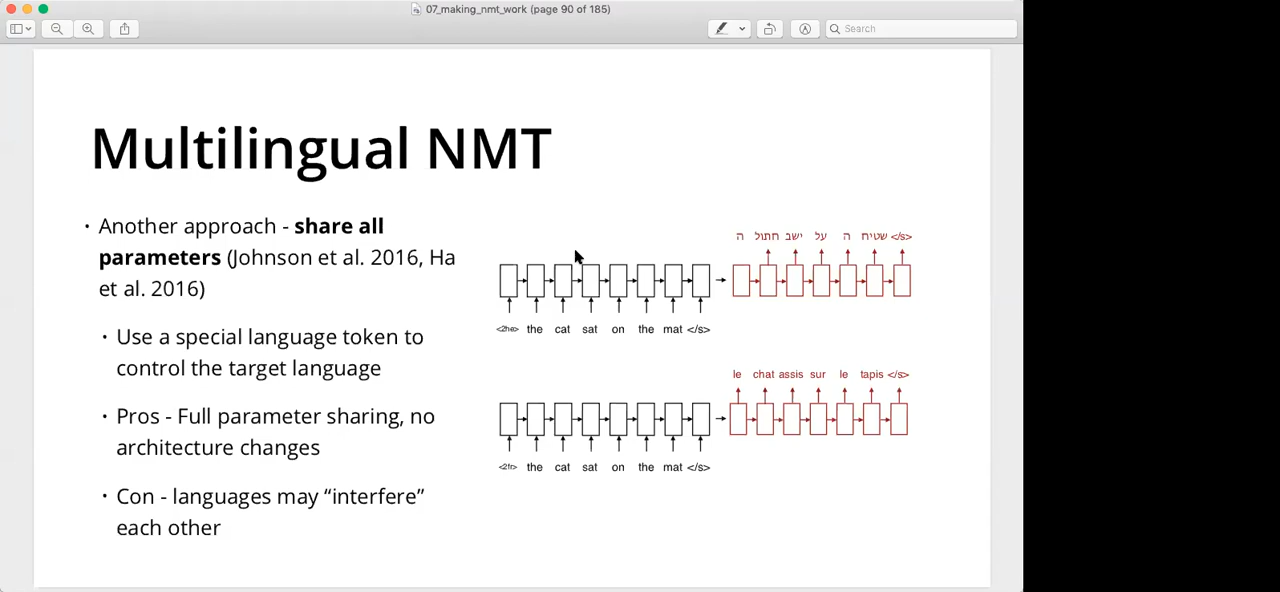 07_making_nmt_work (page 90 of 185)
Search
Multilingual NMT
• Another approach - share all
parameters (Johnson et al. 2016, Ha
et al. 2016)
• Use a special language token to
control the target language
• Pros - Full parameter sharing, no
architecture changes
• Con - languages may “interfere”
each other
ה חתול ישב על ה שטיח </s>
<2he> the cat sat on the mat </s>
le chat assis sur le tapis </s>
<2fr> the cat sat on the mat </s>